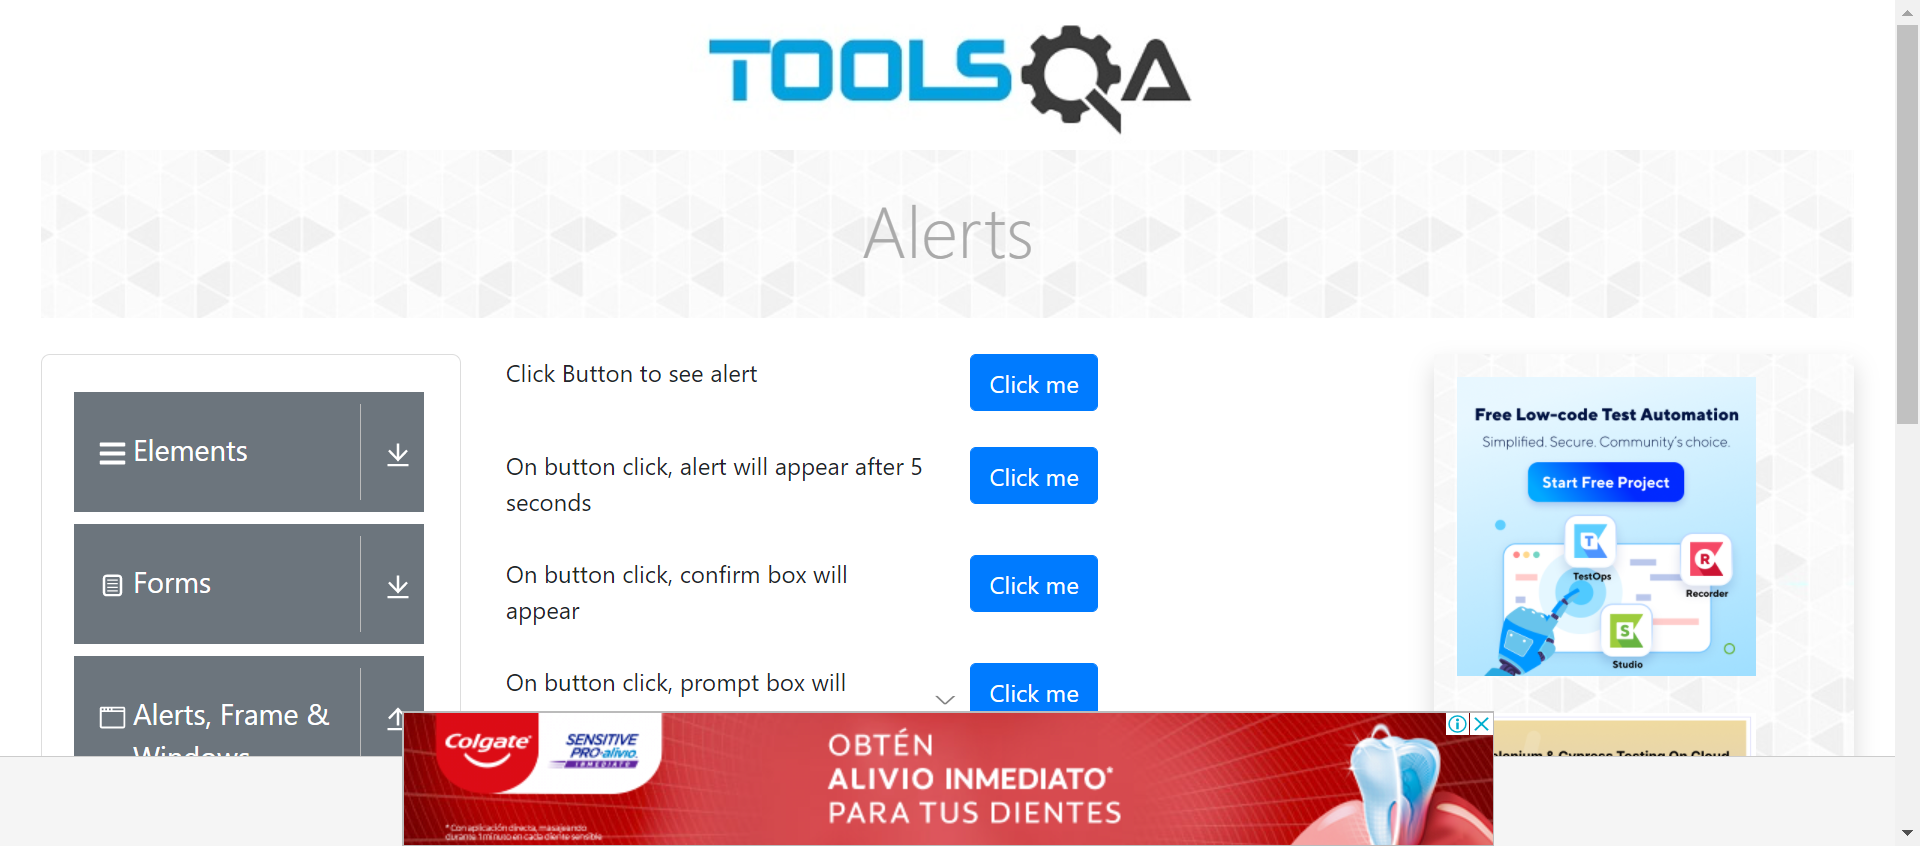 TOOLSQA
Alerts
Elements
Forms
Alerts, Frame &
Windows
Click Button to see alert
Click me
On button click, alert will appear after 5
seconds
Click me
On button click, confirm box will
appear
Click me
On button click, prompt box will
Click me
Free Low-code Test Automation
Simplified. Secure. Community's choice.
Start Free Project
TestOps
Recorder
Studio
lenium & Cypress Testing On Cloud
Colgate
SENSITIVE
PRO-alivio
INMEDIATO
*Con aplicación directa, masajeando
durante 1 minuto en cada diente sensible
OBTÉN
ALIVIO INMEDIATO*
PARA TUS DIENTES